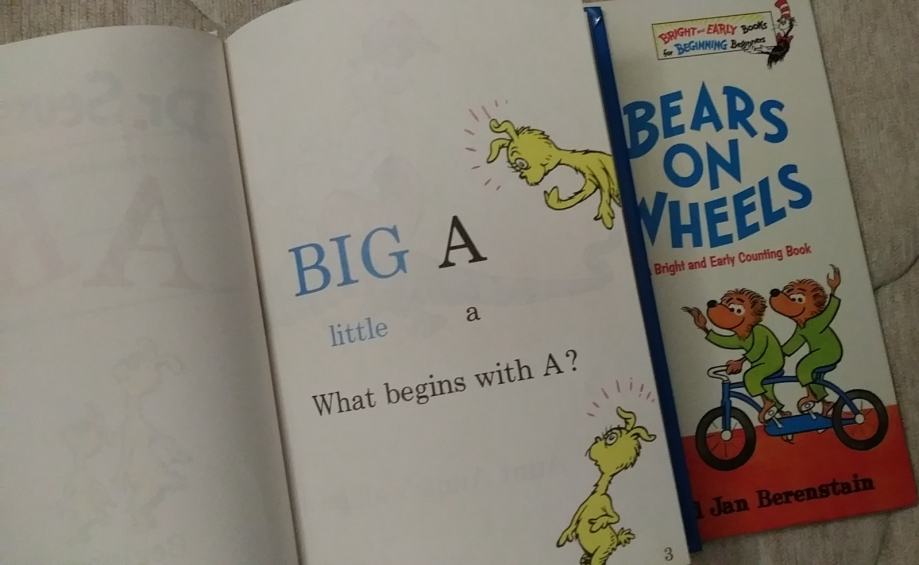 BIG A
little a
What begins with A?
3
BRIGHT and EARLY BOOKS
for BEGINNING Beginners
BEARS
ON
WHEELS
Bright and Early Counting Book
Jan Berenstain